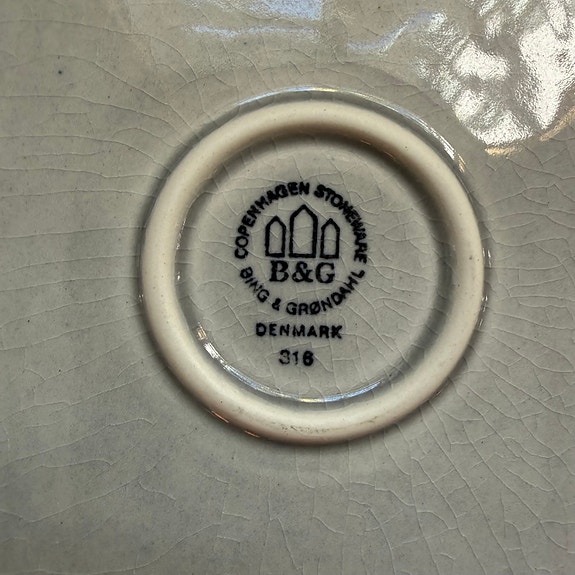 COPENHAGEN STONEWARE
B&G
BING & GRØNDAHL
DENMARK
316